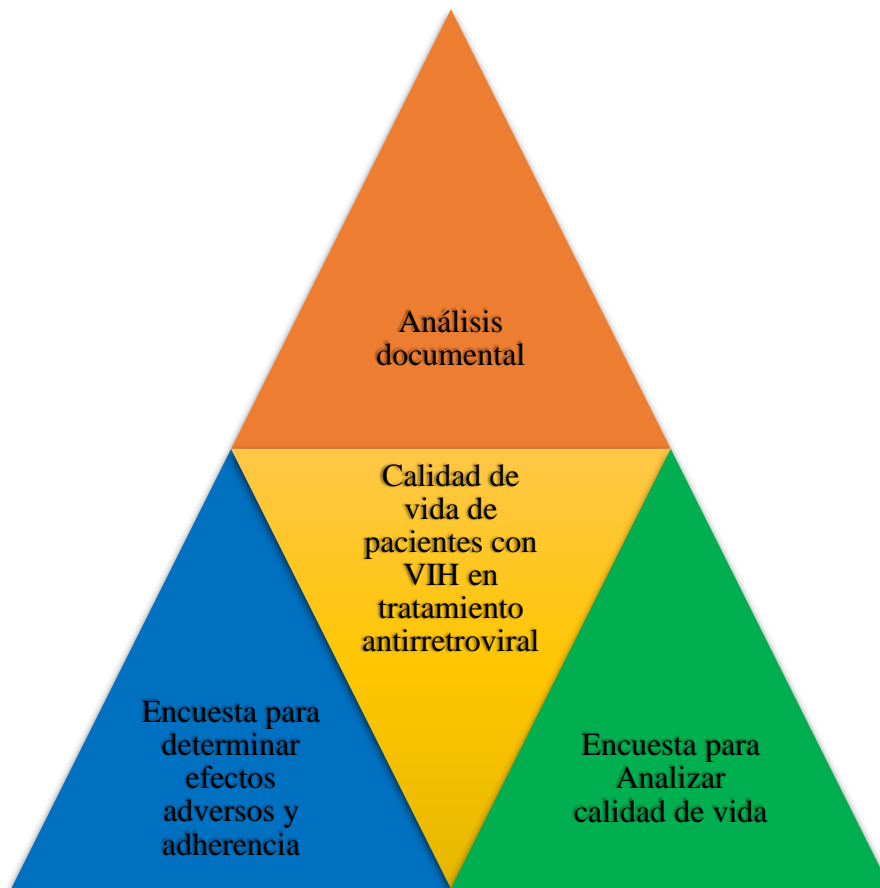 Análisis
documental
Calidad de
vida de
pacientes con
VIH en
tratamiento
antirretroviral
Encuesta para
determinar
efectos
adversos y
adherencia
Encuesta para
Analizar
calidad de vida